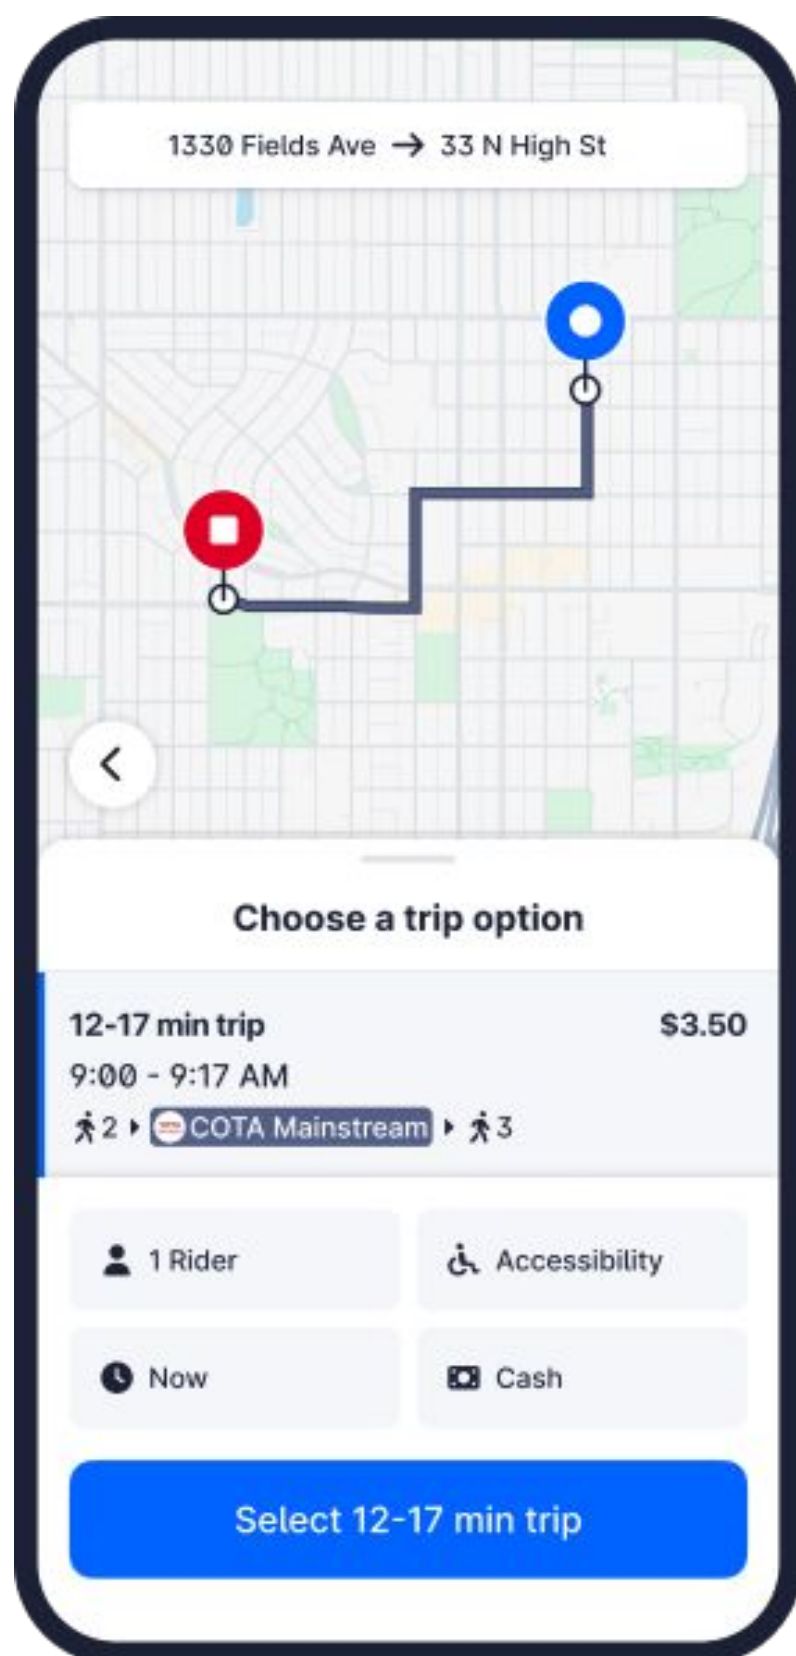 1330 Fields Ave → 33 N High St
Choose a trip option
12-17 min trip $3.50
9:00 - 9:17 AM
2 COTA Mainstream 3
1 Rider
Accessibility
Now
Cash
Select 12-17 min trip